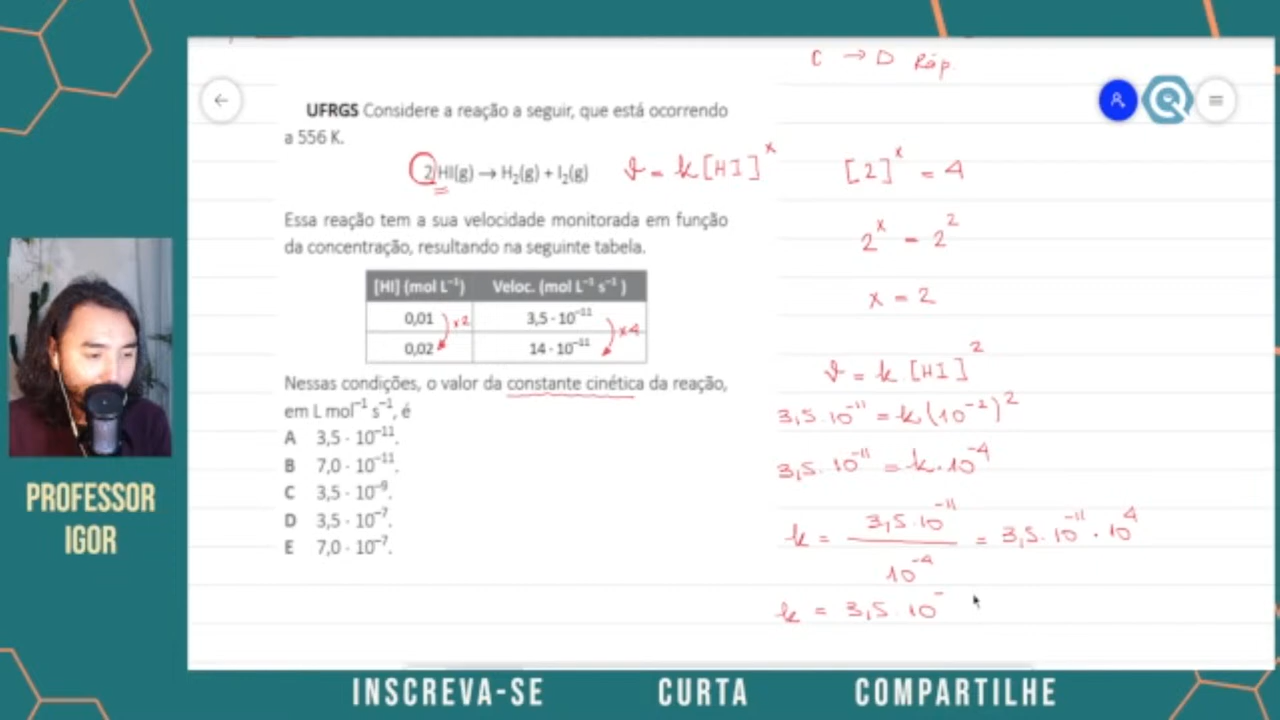 C → D Ráp.
UFRGS Considere a reação a seguir, que está ocorrendo
a 556 K.
2HI(g) → H₂(g) + I₂(g)
ϑ = k [HI]ˣ
Essa reação tem a sua velocidade monitorada em função
da concentração, resultando na seguinte tabela.
[HI] (mol L⁻¹) Veloc. (mol L⁻¹ s⁻¹ )
0,01 3,5 · 10⁻¹¹
x2 x4
0,02 14 · 10⁻¹¹
Nessas condições, o valor da constante cinética da reação,
em L mol⁻¹ s⁻¹, é
A 3,5 · 10⁻¹¹.
B 7,0 · 10⁻¹¹.
C 3,5 · 10⁻⁹.
D 3,5 · 10⁻⁷.
E 7,0 · 10⁻⁷.
[2]ˣ = 4
2ˣ = 2²
x = 2
ϑ = k [HI]²
3,5. 10⁻¹¹ = k (10⁻²)²
3,5. 10⁻¹¹ = k . 10⁻⁴
k = 3,5. 10⁻¹¹ / 10⁻⁴ = 3,5. 10⁻¹¹ . 10⁴
k = 3,5. 10⁻
PROFESSOR
IGOR
INSCREVA-SE CURTA COMPARTILHE